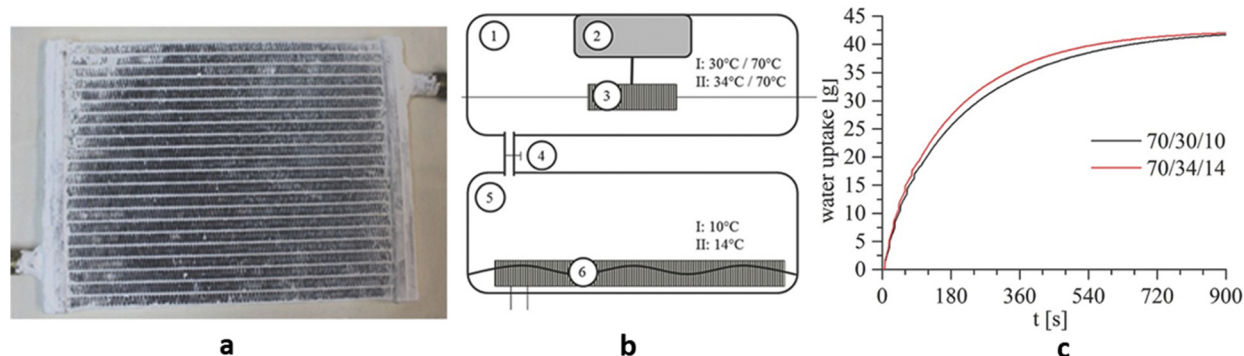 1
2
I: 30°C / 70°C
II: 34°C / 70°C
3
4
5
I: 10°C
II: 14°C
6
water uptake [g]
45
40
35
30
25
20
15
10
5
0
70/30/10
70/34/14
0 180 360 540 720 900
t [s]
a b c